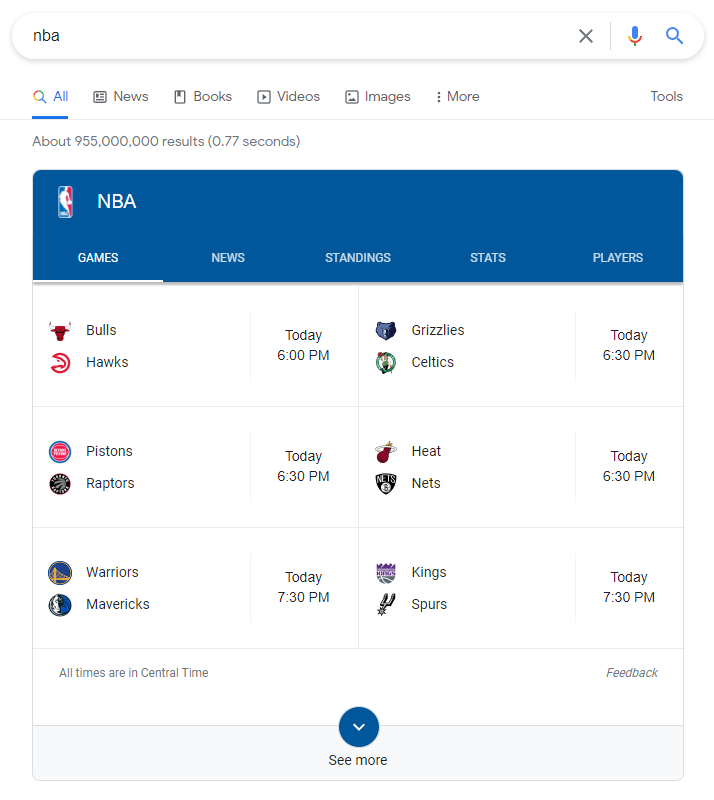 nba
All News Books Videos Images More Tools
About 955,000,000 results (0.77 seconds)
NBA
GAMES NEWS STANDINGS STATS PLAYERS
Bulls
Hawks
Today
6:00 PM
Grizzlies
Celtics
Today
6:30 PM
Pistons
Raptors
Today
6:30 PM
Heat
Nets
Today
6:30 PM
Warriors
Mavericks
Today
7:30 PM
Kings
Spurs
Today
7:30 PM
All times are in Central Time Feedback
See more